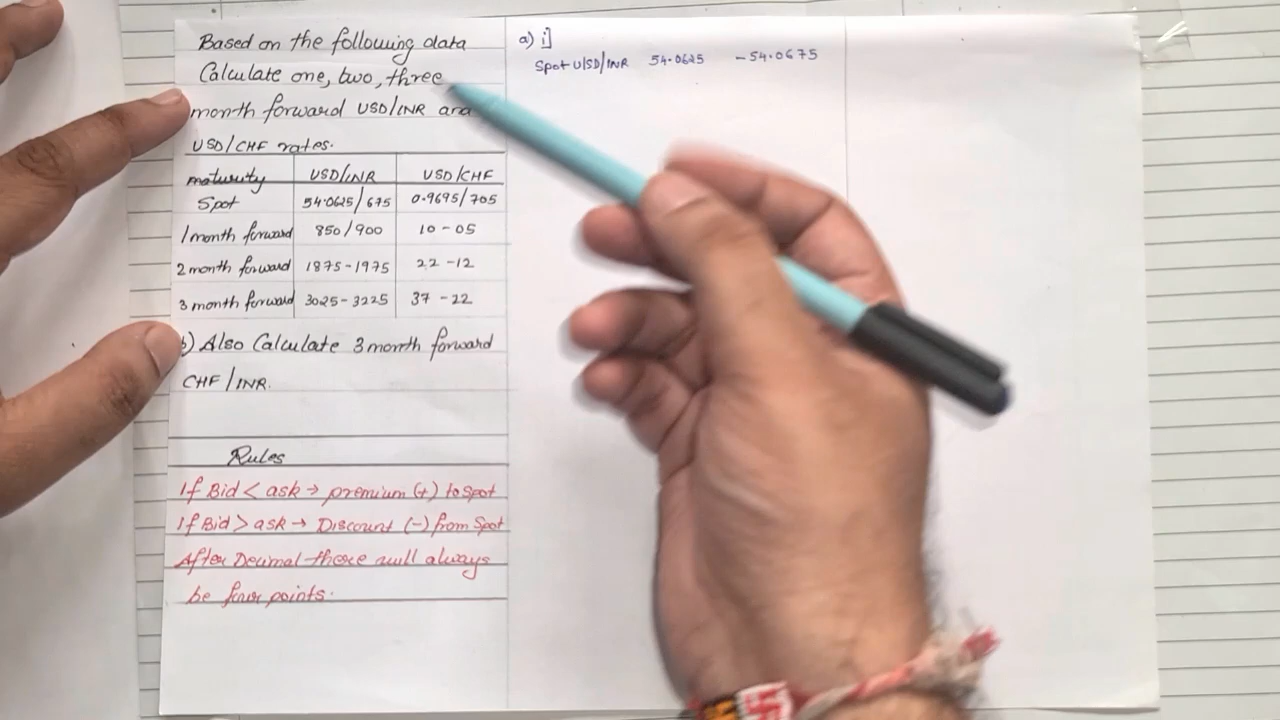 Based on the following data
Calculate one, two, three
month forward USD/INR and
USD/CHF rates.
maturity USD/INR USD/CHF
Spot 54.0625/675 0.9695/705
1 month forward 850/900 10-05
2 month forward 1875-1975 22-12
3 month forward 3025-3225 37-22
b) Also Calculate 3 month forward
CHF/INR.
Rules
If Bid < ask → premium (+) to Spot
If Bid > ask → Discount (-) from Spot
After Decimal there will always
be four points.
a) i]
Spot USD/INR 54.0625 - 54.0675